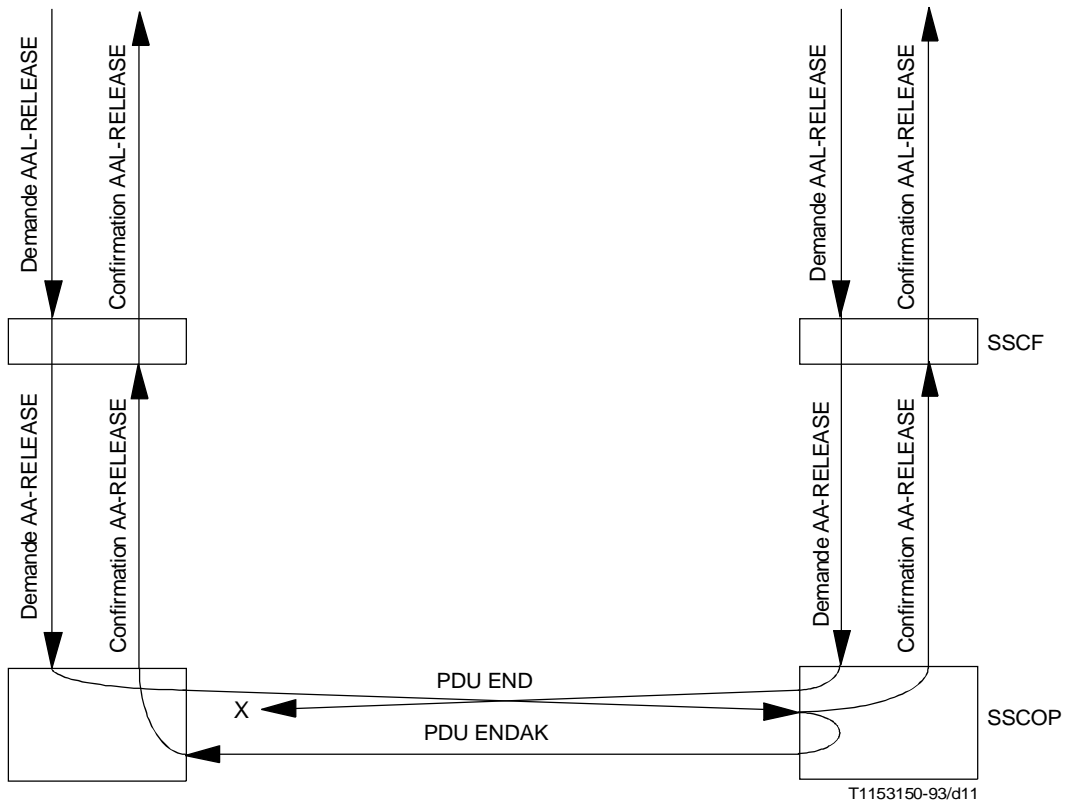 Demande AAL-RELEASE
Confirmation AAL-RELEASE
Demande AAL-RELEASE
Confirmation AAL-RELEASE
SSCF
Demande AA-RELEASE
Confirmation AA-RELEASE
Demande AA-RELEASE
Confirmation AA-RELEASE
PDU END
X
PDU ENDAK
SSCOP
T1153150-93/d11